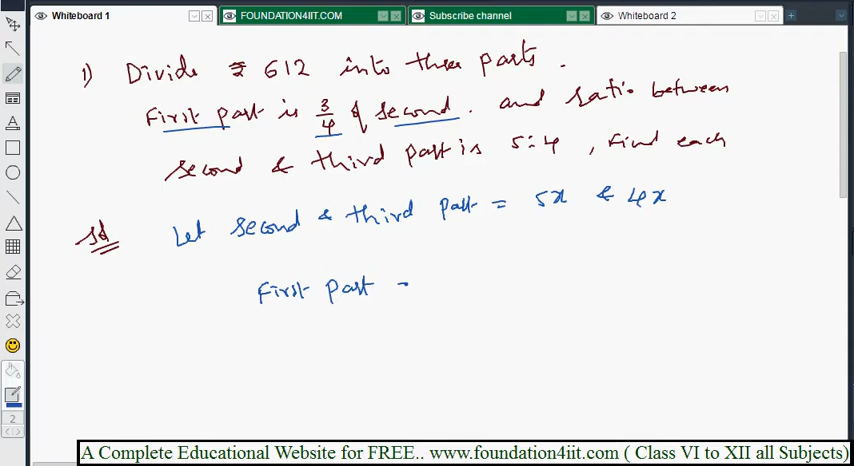 Whiteboard 1
FOUNDATION4IIT.COM
Subscribe channel
Whiteboard 2
1) Divide ₹ 612 into three parts.
First part is 3/4 of second. and ratio between
second & third part is 5:4, find each
Sol Let second & third part = 5x & 4x
First part -
2
A Complete Educational Website for FREE.. www.foundation4iit.com ( Class VI to XII all Subjects)